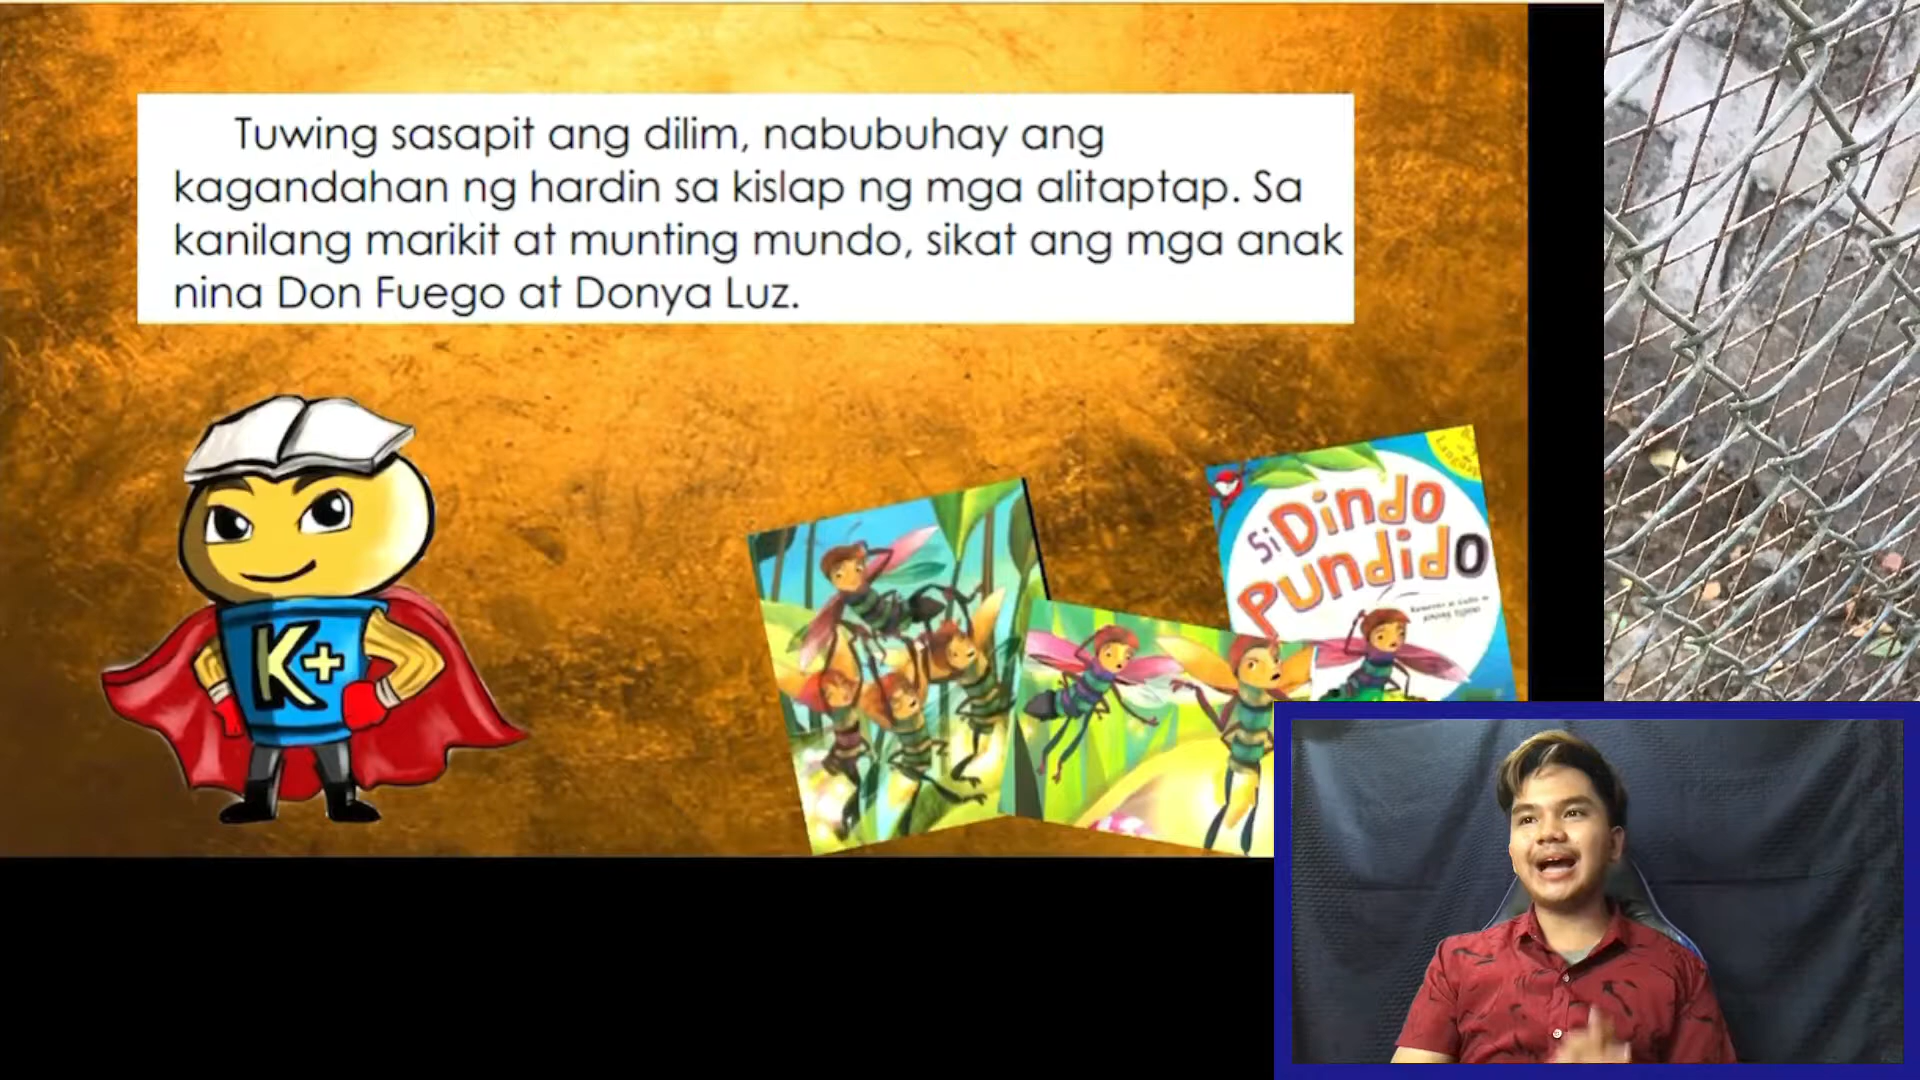 Tuwing sasapit ang dilim, nabubuhay ang
kagandahan ng hardin sa kislap ng mga alitaptap. Sa
kanilang marikit at munting mundo, sikat ang mga anak
nina Don Fuego at Donya Luz.
K+
Si Dindo
Pundido